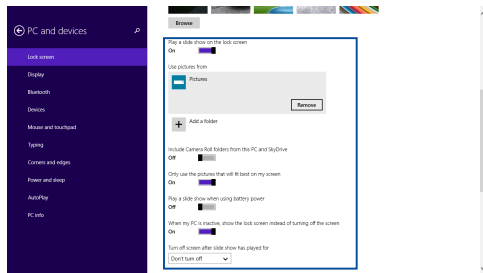 PC and devices
Lock screen
Display
Bluetooth
Devices
Mouse and touchpad
Typing
Corners and edges
Power and sleep
AutoPlay
PC info
Browse
Play a slide show on the lock screen
On
Use pictures from
Pictures
Remove
Add a folder
Include Camera Roll folders from this PC and SkyDrive
Off
Only use the pictures that will fit best on my screen
On
Play a slide show when using battery power
Off
When my PC is inactive, show the lock screen instead of turning off the screen
On
Turn off screen after slide show has played for
Don't turn off